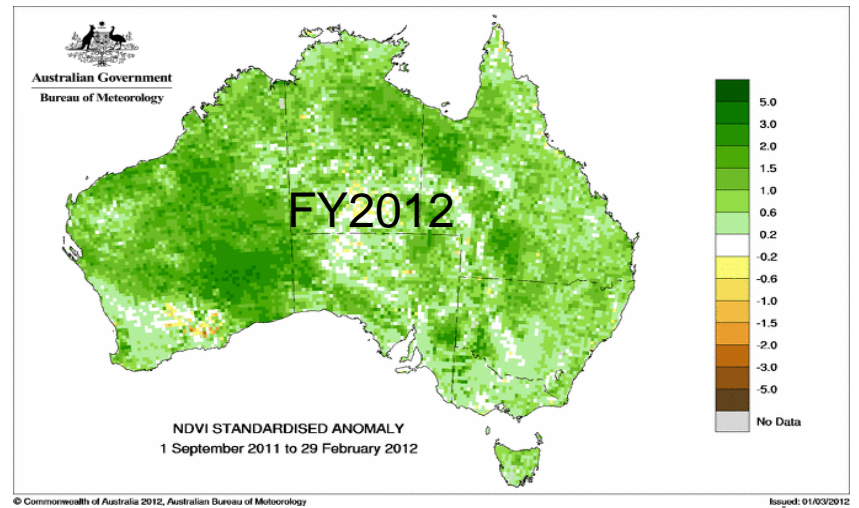 Australian Government
Bureau of Meteorology
FY2012
5.0
3.0
2.0
1.5
1.0
0.6
0.2
-0.2
-0.6
-1.0
-1.5
-2.0
-3.0
-5.0
No Data
NDVI STANDARDISED ANOMALY
1 September 2011 to 29 February 2012
© Commonwealth of Australia 2012, Australian Bureau of Meteorology
Issued: 01/03/2012